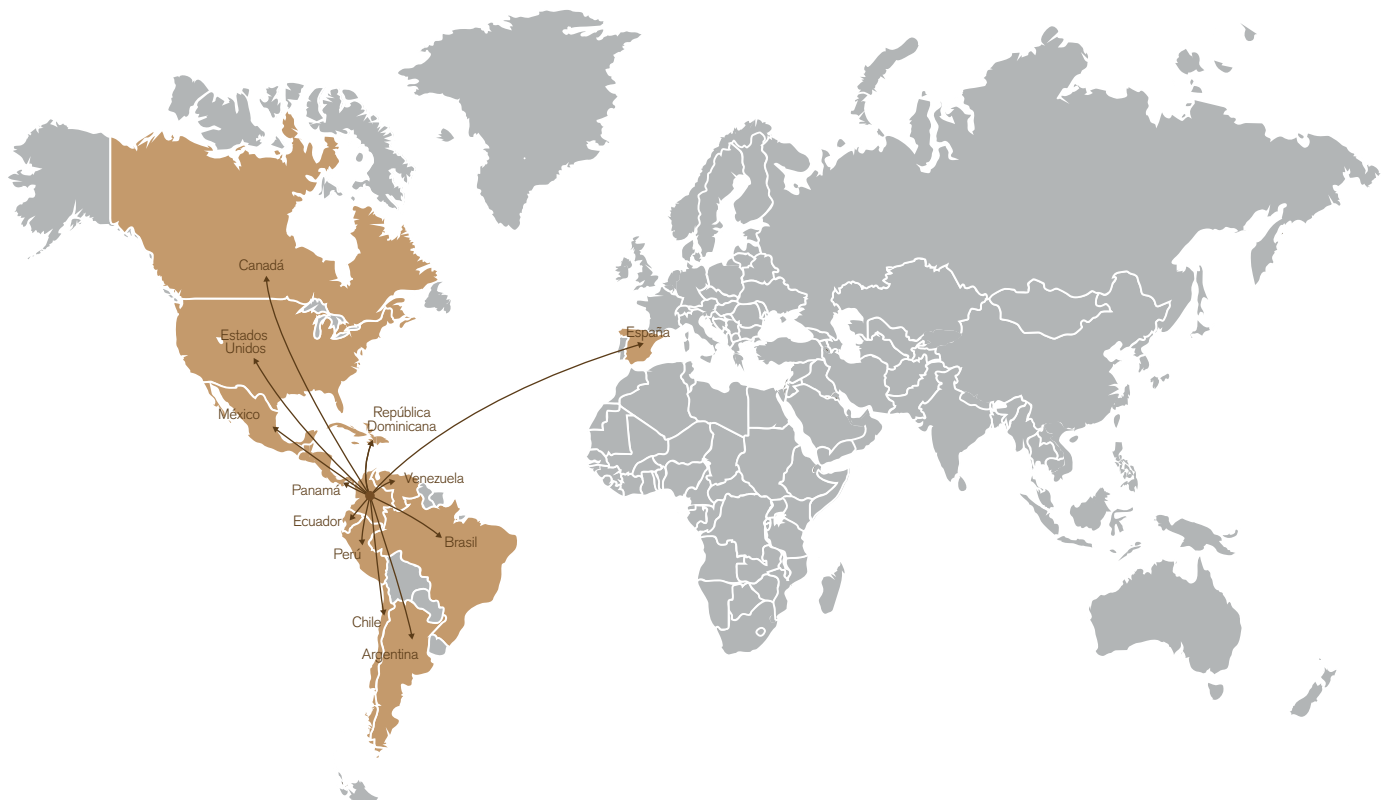 Canadá
España
Estados
Unidos
México
República
Dominicana
Venezuela
Panamá
Ecuador
Brasil
Perú
Chile
Argentina